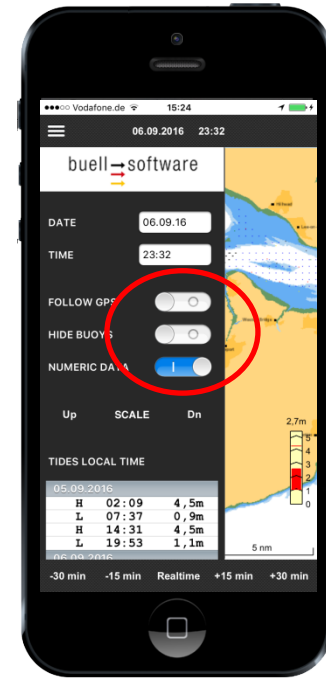 ●●●○○ Vodafone.de 15:24
06.09.2016 23:32
buell software
DATE 06.09.16
TIME 23:32
FOLLOW GPS
HIDE BUOYS
NUMERIC DATA
Up SCALE Dn
2,7m
5
4
3
2
1
0
TIDES LOCAL TIME
05.09.2016
H 02:09 4,5m
L 07:37 0,9m
H 14:31 4,5m
L 19:53 1,1m
06.09.2016
5 nm
-30 min -15 min Realtime +15 min +30 min